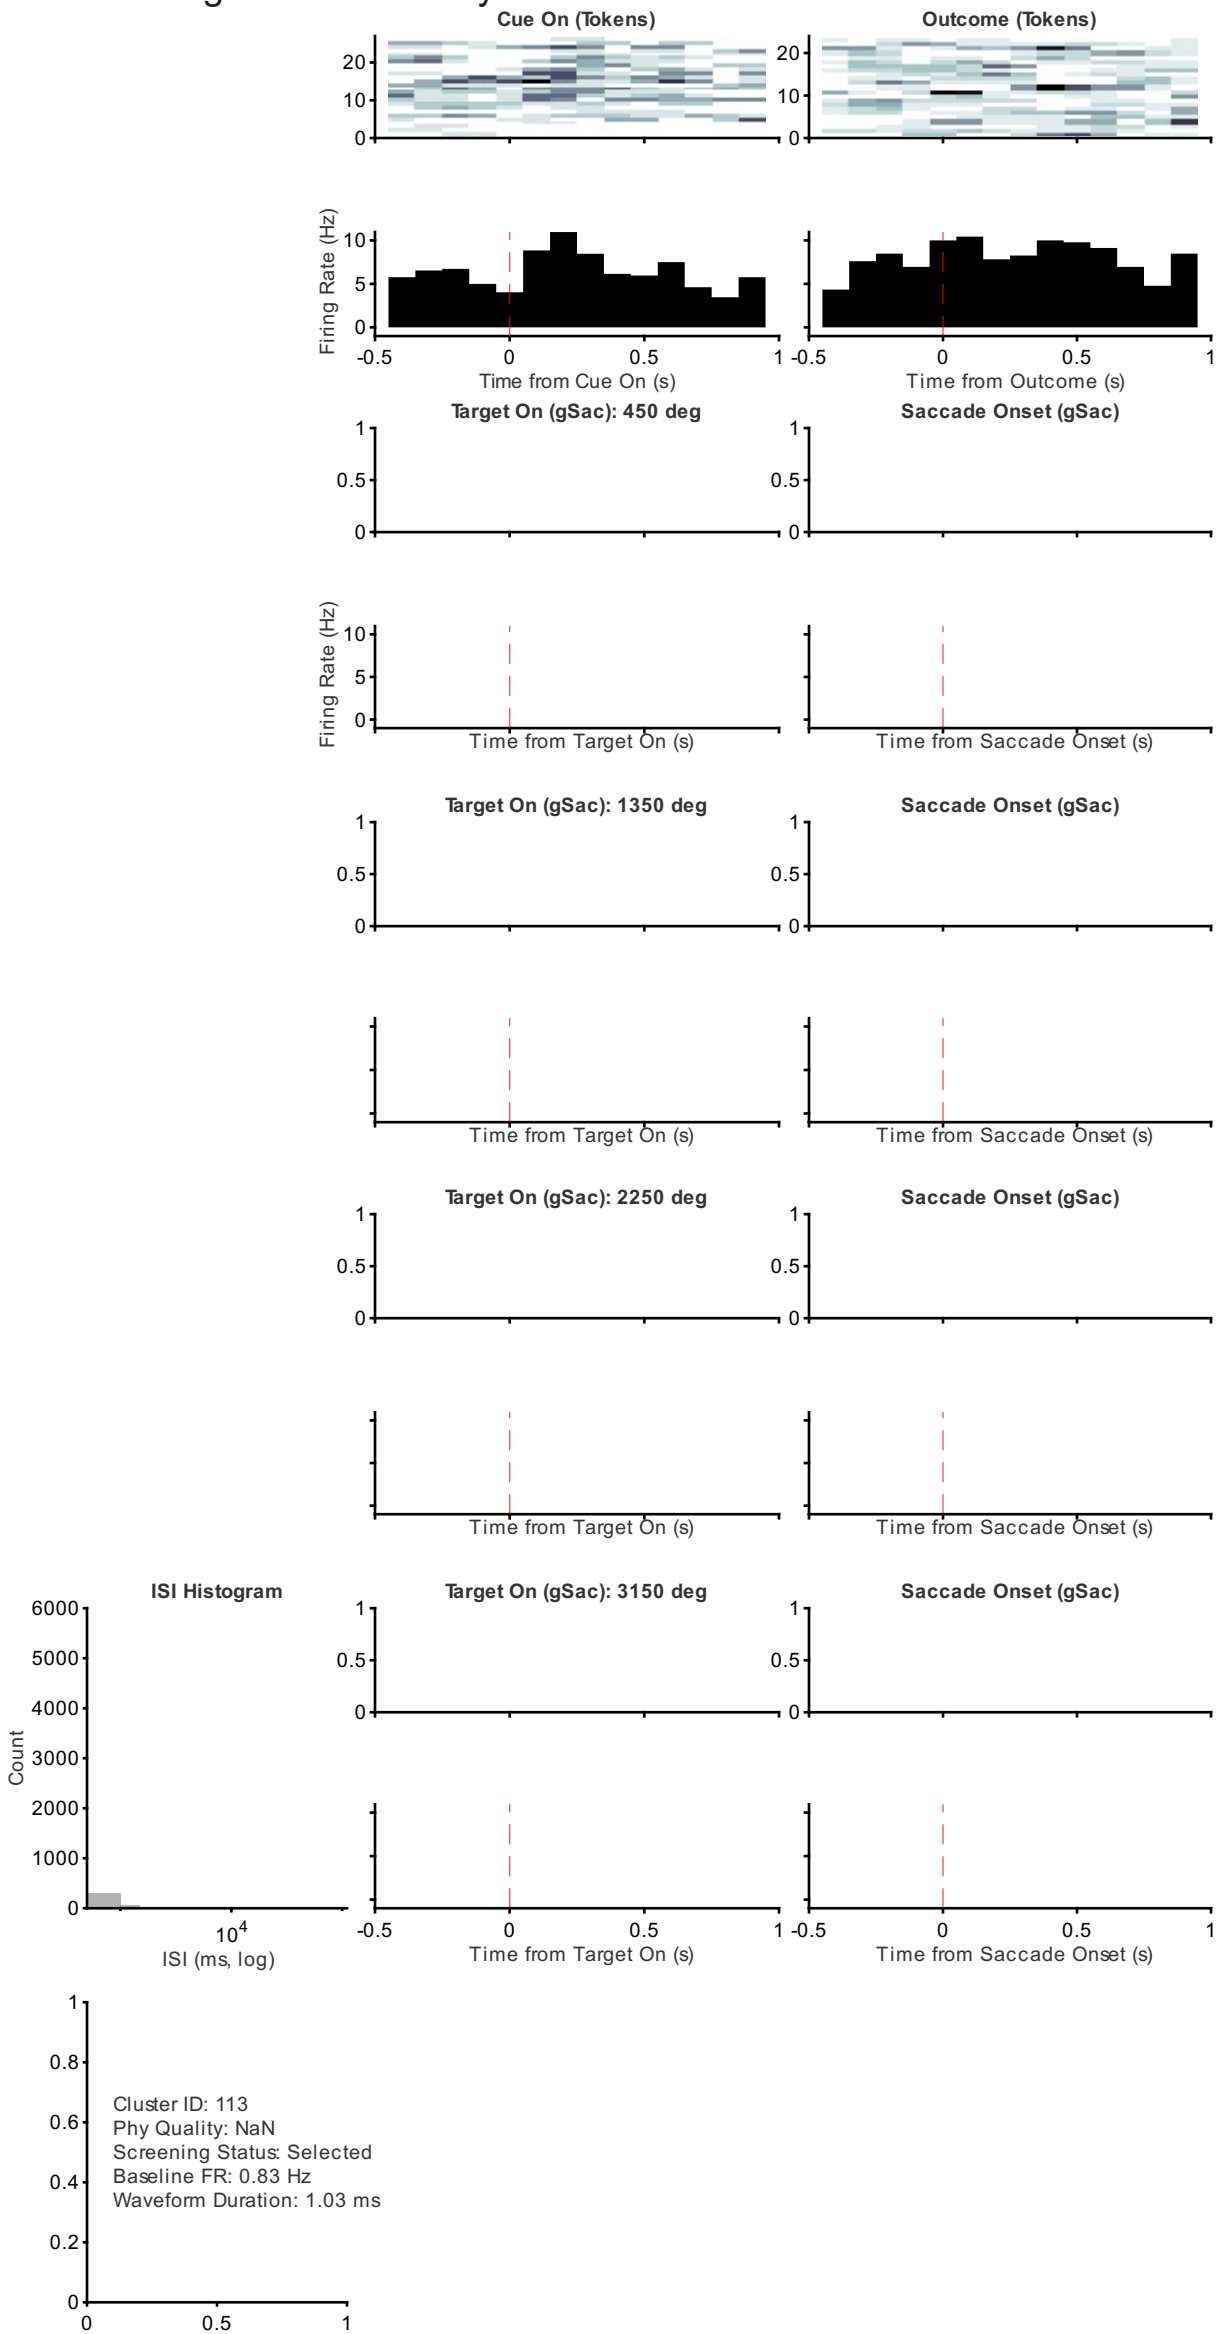 Cue On (Tokens)
Outcome (Tokens)
20
10
0
20
10
0
Firing Rate (Hz)
10
5
0
-0.5 0 0.5 1
-0.5 0 0.5 1
Time from Cue On (s)
Time from Outcome (s)
Target On (gSac): 450 deg
Saccade Onset (gSac)
1
0.5
0
1
0.5
0
Firing Rate (Hz)
10
5
0
Time from Target On (s)
Time from Saccade Onset (s)
Target On (gSac): 1350 deg
Saccade Onset (gSac)
1
0.5
0
1
0.5
0
Time from Target On (s)
Time from Saccade Onset (s)
Target On (gSac): 2250 deg
Saccade Onset (gSac)
1
0.5
0
1
0.5
0
Time from Target On (s)
Time from Saccade Onset (s)
ISI Histogram
Target On (gSac): 3150 deg
Saccade Onset (gSac)
6000
5000
4000
3000
2000
1000
0
Count
10^4
ISI (ms, log)
1
0.5
0
1
0.5
0
-0.5 0 0.5 1
-0.5 0 0.5 1
Time from Target On (s)
Time from Saccade Onset (s)
1
0.8
0.6
0.4
0.2
0
Cluster ID: 113
Phy Quality: NaN
Screening Status: Selected
Baseline FR: 0.83 Hz
Waveform Duration: 1.03 ms
0 0.5 1